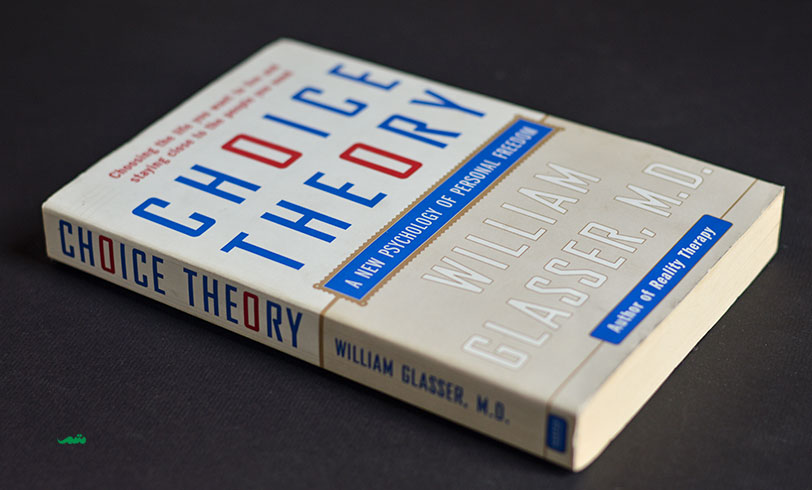 Choosing the life you want to live and
staying close to the people you need
CHOICE
THEORY
A NEW PSYCHOLOGY OF PERSONAL FREEDOM
WILLIAM
GLASSER, M.D.
Author of Reality Therapy
CHOICE THEORY
WILLIAM GLASSER, M.D.
متمم